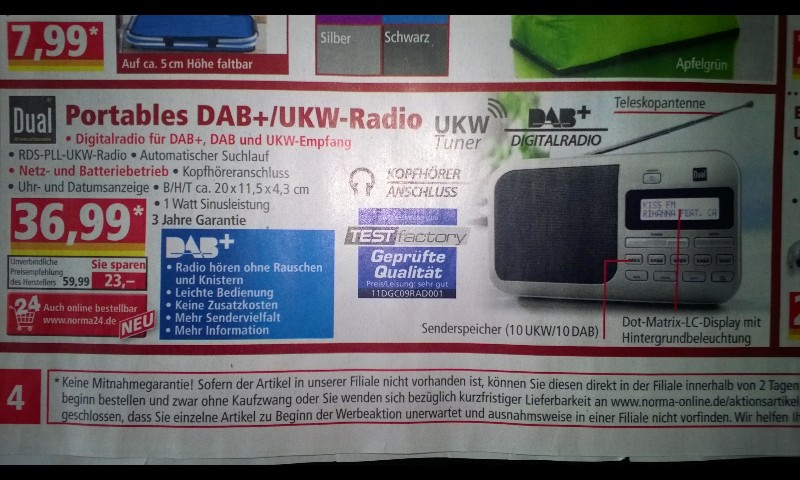 7,99*
Auf ca. 5 cm Höhe faltbar
Silber
Schwarz
Apfelgrün
Dual
Portables DAB+/UKW-Radio
• Digitalradio für DAB+, DAB und UKW-Empfang
• RDS-PLL-UKW-Radio • Automatischer Suchlauf
• Netz- und Batteriebetrieb • Kopfhöreranschluss
• Uhr- und Datumsanzeige • B/H/T ca. 20 x 11,5 x 4,3 cm
• 1 Watt Sinusleistung
3 Jahre Garantie
36,99*
Unverbindliche
Preisempfehlung
des Herstellers 59,99
Sie sparen
23,–
24
Auch online bestellbar
www.norma24.de
NEU
DAB+
• Radio hören ohne Rauschen
und Knistern
• Leichte Bedienung
• Keine Zusatzkosten
• Mehr Sendervielfalt
• Mehr Information
UKW
Tuner
DAB+
DIGITALRADIO
KOPFHÖRER
ANSCHLUSS
TESTfactory
Geprüfte
Qualität
Preis/Leistung: sehr gut
11DGC09RAD001
Teleskopantenne
Dual
KISS FM
RIHANNA FEAT. CA
Senderspeicher (10 UKW/10 DAB)
Dot-Matrix-LC-Display mit
Hintergrundbeleuchtung
4
* Keine Mitnahmegarantie! Sofern der Artikel in unserer Filiale nicht vorhanden ist, können Sie diesen direkt in der Filiale innerhalb von 2 Tagen
beginn bestellen und zwar ohne Kaufzwang oder Sie wenden sich bezüglich kurzfristiger Lieferbarkeit an www.norma-online.de/aktionsartikel
geschlossen, dass Sie einzelne Artikel zu Beginn der Werbeaktion unerwartet und ausnahmsweise in einer Filiale nicht vorfinden. Wir helfen Ih